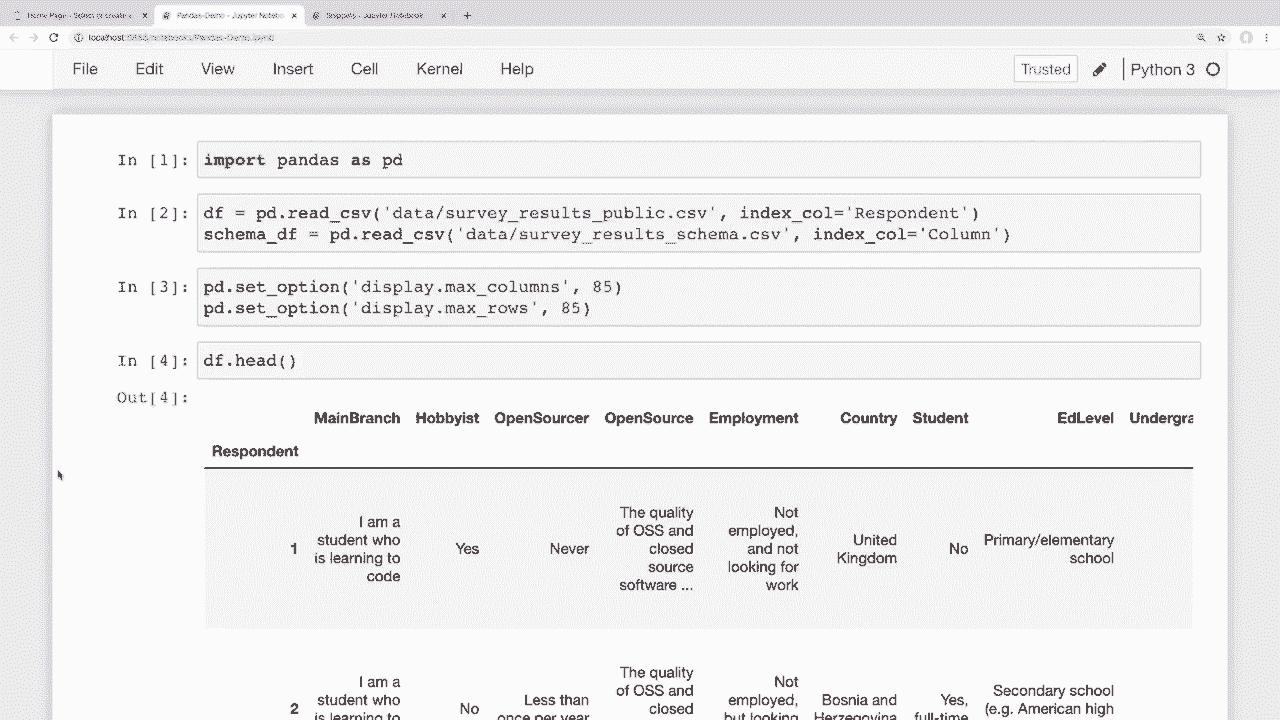 Pandas-Demo - Jupyter Notebook
Snippets - Jupyter Notebook
localhost:8888/notebooks/Pandas-Demo.ipynb
File Edit View Insert Cell Kernel Help Trusted Python 3
In [1]: import pandas as pd
In [2]: df = pd.read_csv('data/survey_results_public.csv', index_col='Respondent')
schema_df = pd.read_csv('data/survey_results_schema.csv', index_col='Column')
In [3]: pd.set_option('display.max_columns', 85)
pd.set_option('display.max_rows', 85)
In [4]: df.head()
Out[4]:
MainBranch Hobbyist OpenSourcer OpenSource Employment Country Student EdLevel Undergra
Respondent
The quality Not
I am a of OSS and employed,
student who closed and not United Primary/elementary
1 is learning to Yes Never source looking for Kingdom No school
code software ... work
The quality
I am a of OSS and Not Secondary school
student who Less than closed employed, Bosnia and Yes, (e.g. American high
2 is learning to No once per year but looking Herzegovina full-time